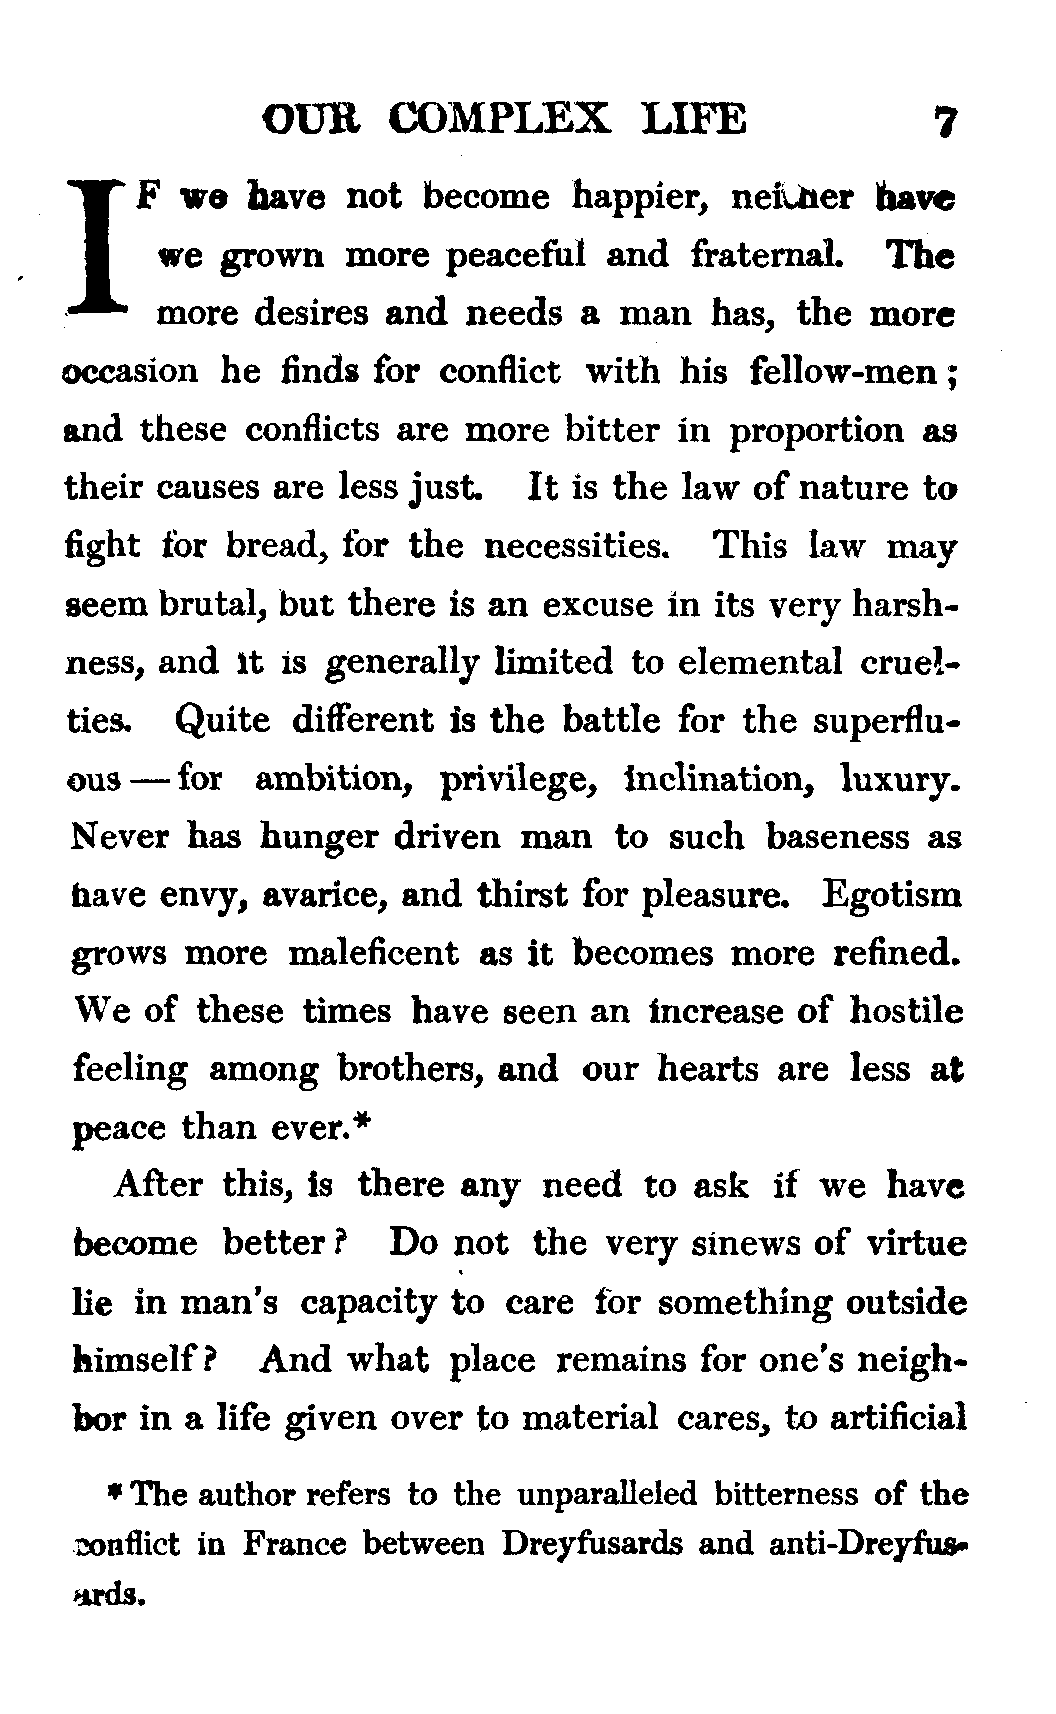 OUR COMPLEX LIFE 7
IF we have not become happier, neither have
we grown more peaceful and fraternal. The
more desires and needs a man has, the more
occasion he finds for conflict with his fellow-men;
and these conflicts are more bitter in proportion as
their causes are less just. It is the law of nature to
fight for bread, for the necessities. This law may
seem brutal, but there is an excuse in its very harsh-
ness, and it is generally limited to elemental cruel-
ties. Quite different is the battle for the superflu-
ous — for ambition, privilege, inclination, luxury.
Never has hunger driven man to such baseness as
have envy, avarice, and thirst for pleasure. Egotism
grows more maleficent as it becomes more refined.
We of these times have seen an increase of hostile
feeling among brothers, and our hearts are less at
peace than ever.*
After this, is there any need to ask if we have
become better? Do not the very sinews of virtue
lie in man's capacity to care for something outside
himself? And what place remains for one's neigh-
bor in a life given over to material cares, to artificial
* The author refers to the unparalleled bitterness of the
conflict in France between Dreyfusards and anti-Dreyfus-
ards.